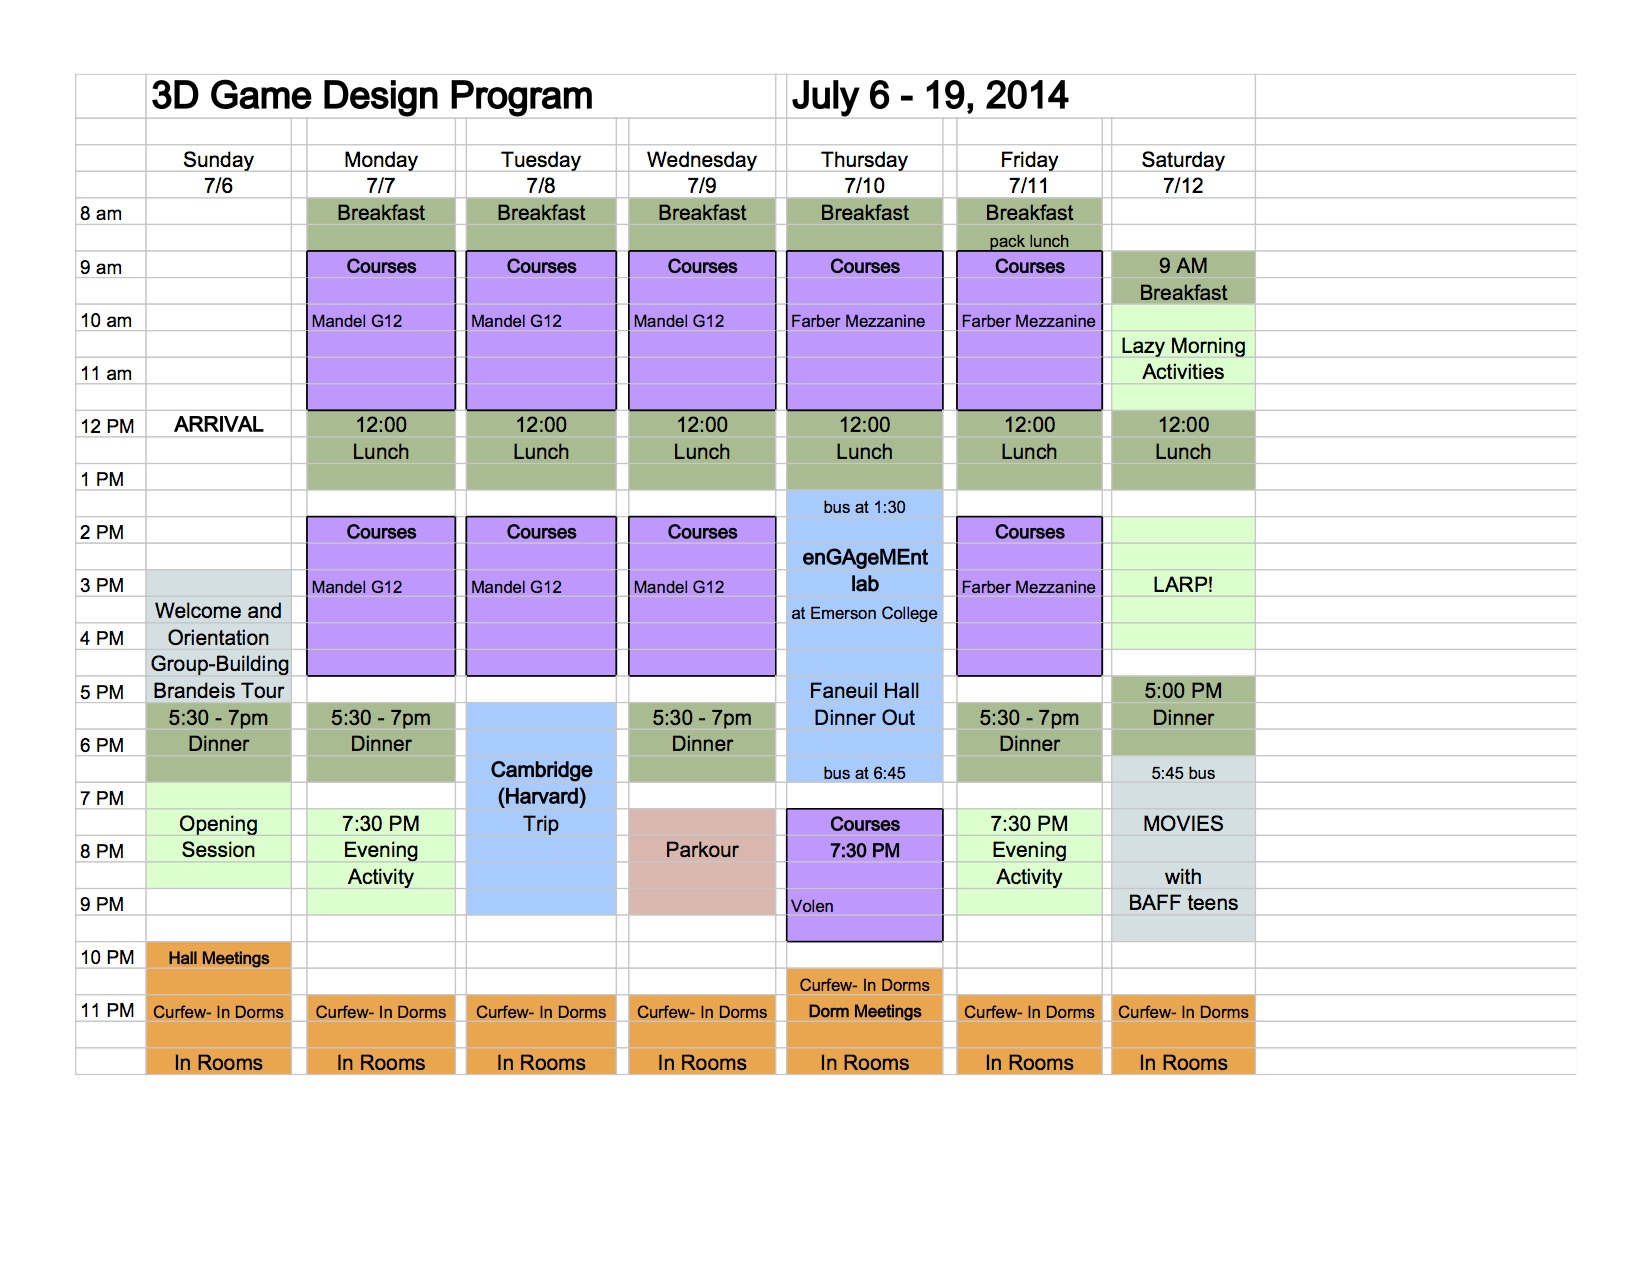 3D Game Design Program July 6 - 19, 2014
Sunday Monday Tuesday Wednesday Thursday Friday Saturday
7/6 7/7 7/8 7/9 7/10 7/11 7/12
8 am Breakfast Breakfast Breakfast Breakfast Breakfast
pack lunch
9 am Courses Courses Courses Courses Courses 9 AM
Breakfast
10 am Mandel G12 Mandel G12 Mandel G12 Farber Mezzanine Farber Mezzanine
Lazy Morning
11 am Activities
12 PM ARRIVAL 12:00 12:00 12:00 12:00 12:00 12:00
Lunch Lunch Lunch Lunch Lunch Lunch
1 PM
bus at 1:30
2 PM Courses Courses Courses Courses
enGAgeMEnt
3 PM Mandel G12 Mandel G12 Mandel G12 lab Farber Mezzanine LARP!
Welcome and at Emerson College
4 PM Orientation
Group-Building
5 PM Brandeis Tour Faneuil Hall 5:00 PM
5:30 - 7pm 5:30 - 7pm 5:30 - 7pm Dinner Out 5:30 - 7pm Dinner
6 PM Dinner Dinner Dinner Dinner
Cambridge bus at 6:45 5:45 bus
7 PM (Harvard)
Opening 7:30 PM Trip Courses 7:30 PM MOVIES
8 PM Session Evening Parkour 7:30 PM Evening
Activity Activity with
9 PM Volen BAFF teens
10 PM Hall Meetings
Curfew- In Dorms
11 PM Curfew- In Dorms Curfew- In Dorms Curfew- In Dorms Curfew- In Dorms Dorm Meetings Curfew- In Dorms Curfew- In Dorms
In Rooms In Rooms In Rooms In Rooms In Rooms In Rooms In Rooms